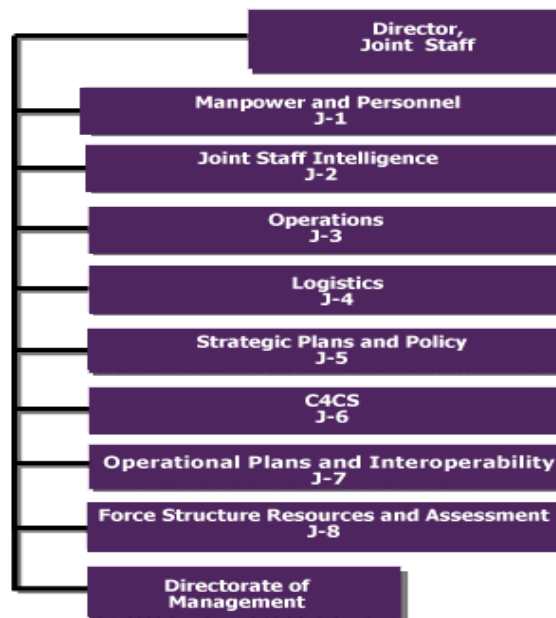 Director,
Joint Staff
Manpower and Personnel
J-1
Joint Staff Intelligence
J-2
Operations
J-3
Logistics
J-4
Strategic Plans and Policy
J-5
C4CS
J-6
Operational Plans and Interoperability
J-7
Force Structure Resources and Assessment
J-8
Directorate of
Management